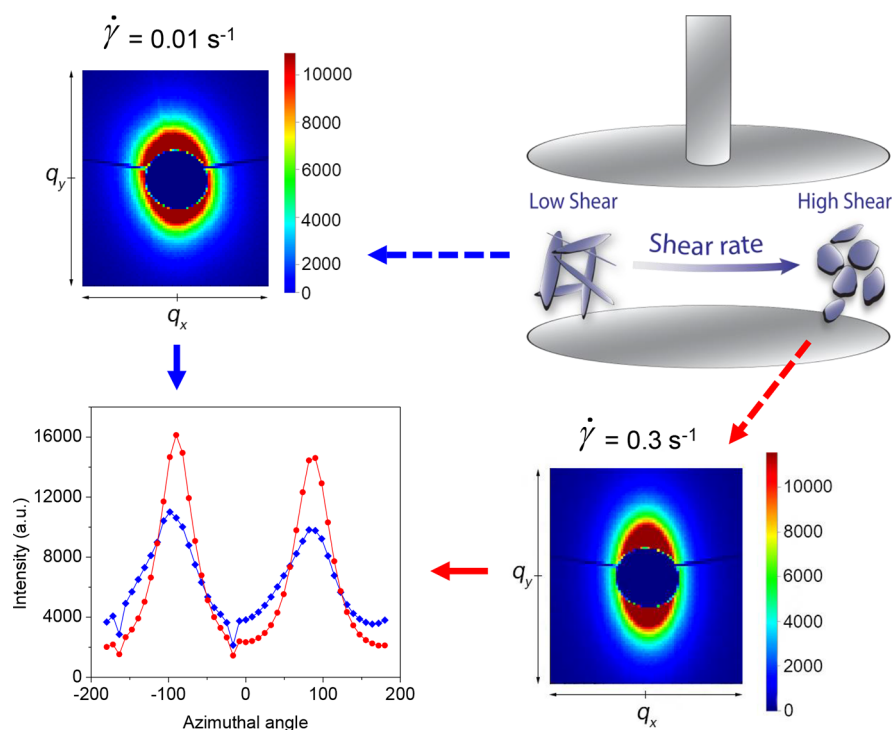 γ̇ = 0.01 s⁻¹
10000
8000
6000
4000
2000
0
qy
qx
Low Shear
High Shear
Shear rate
γ̇ = 0.3 s⁻¹
10000
8000
6000
4000
2000
0
qy
qx
16000
12000
8000
4000
0
Intensity (a.u.)
-200
-100
0
100
200
Azimuthal angle